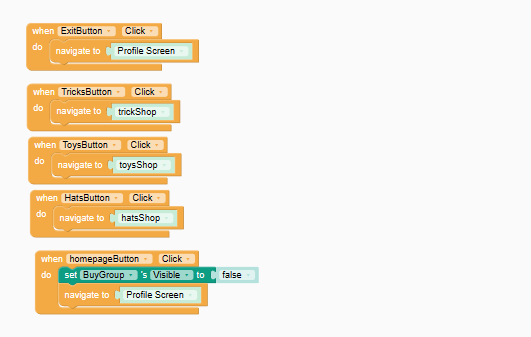 when ExitButton Click
do navigate to Profile Screen
when TricksButton Click
do navigate to trickShop
when ToysButton Click
do navigate to toysShop
when HatsButton Click
do navigate to hatsShop
when homepageButton Click
do set BuyGroup 's Visible to false
navigate to Profile Screen